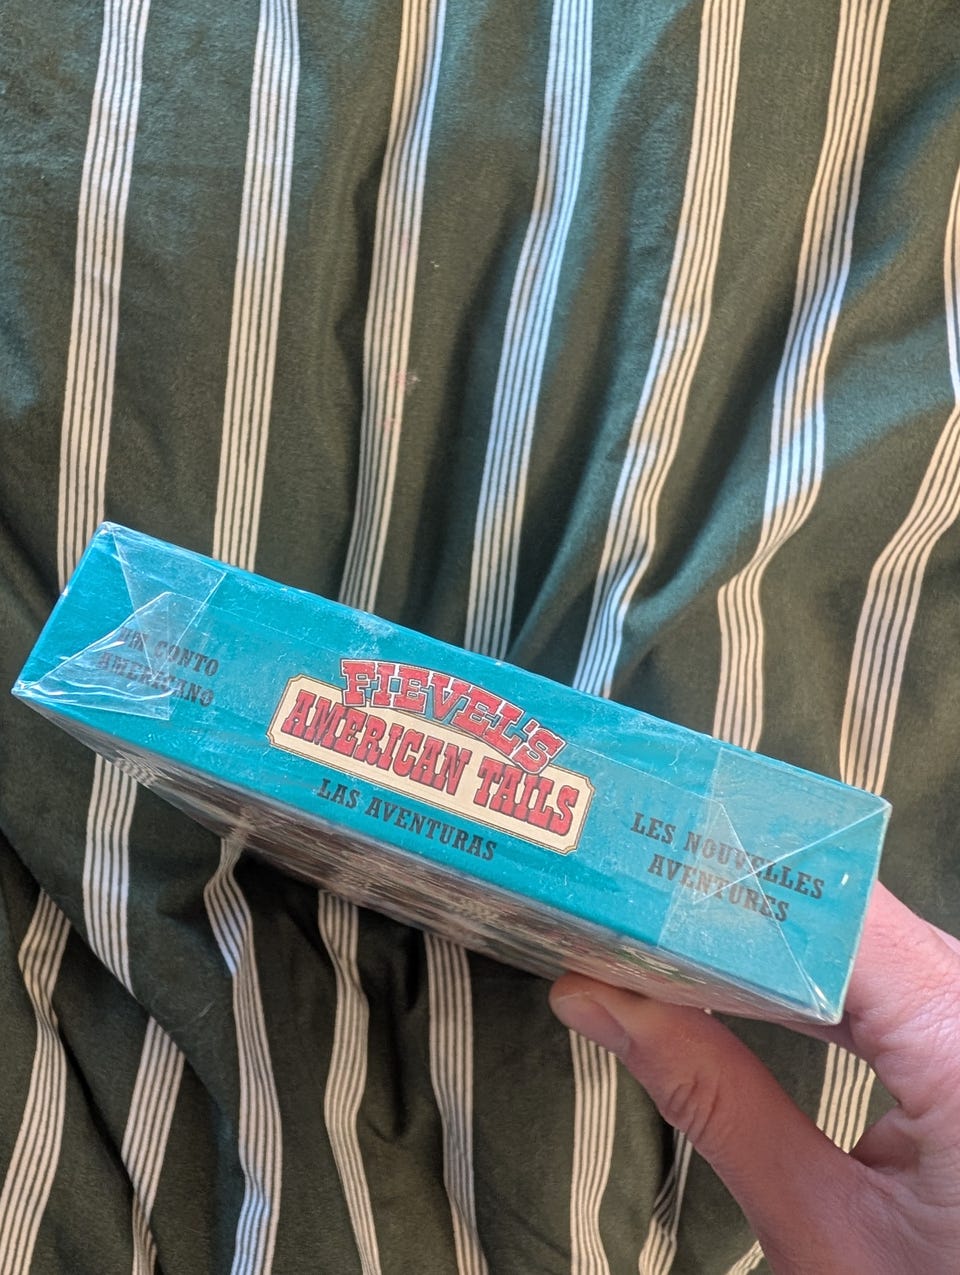 UM CONTO
AMERICANO
FIEVEL'S
AMERICAN TAILS
LAS AVENTURAS
LES NOUVELLES
AVENTURES